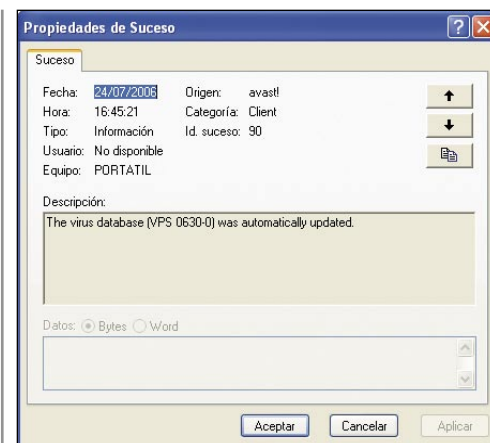 Propiedades de Suceso
Suceso
Fecha: 24/07/2006 Origen: avast!
Hora: 16:45:21 Categoría: Client
Tipo: Información Id. suceso: 90
Usuario: No disponible
Equipo: PORTATIL
Descripción:
The virus database (VPS 0630-0) was automatically updated.
Datos: Bytes Word
Aceptar Cancelar Aplicar